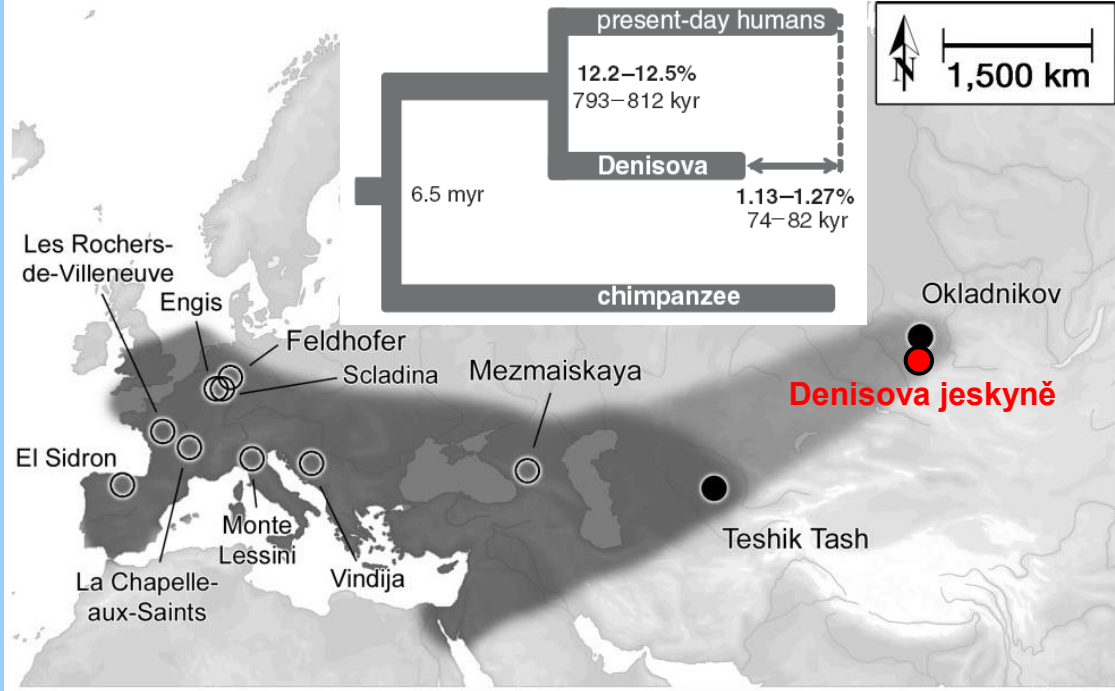 present-day humans
12.2–12.5%
793–812 kyr
Denisova
1.13–1.27%
74–82 kyr
6.5 myr
chimpanzee
N
1,500 km
Les Rochers-
de-Villeneuve
Engis
Feldhofer
Scladina
Mezmaiskaya
Okladnikov
Denisova jeskyně
El Sidron
Monte
Lessini
La Chapelle-
aux-Saints
Vindija
Teshik Tash